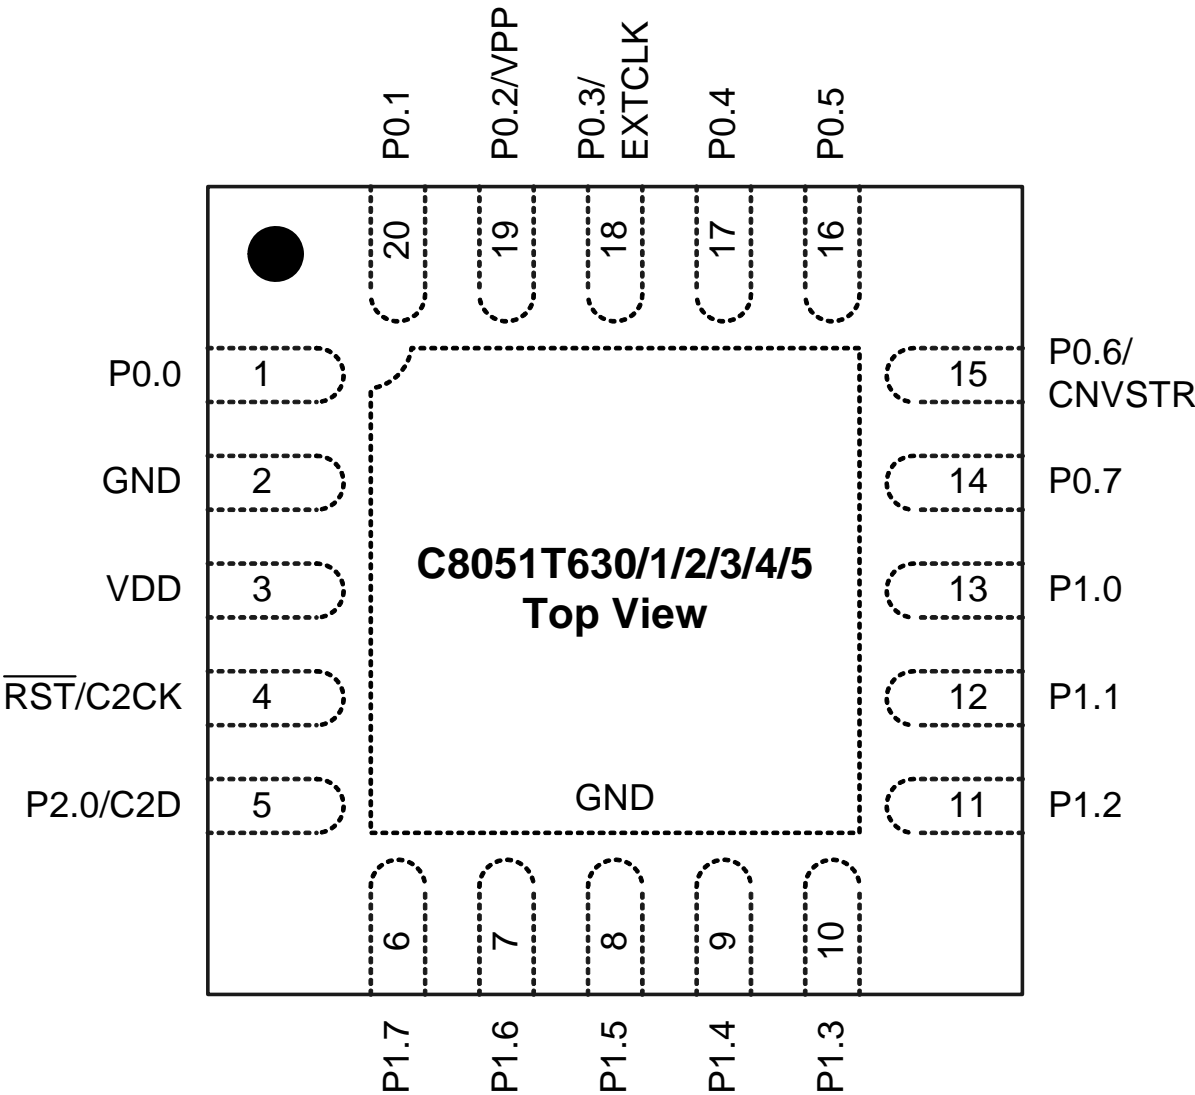 P0.1
P0.2/VPP
P0.3/
EXTCLK
P0.4
P0.5
20
19
18
17
16
P0.0
1
15
P0.6/
CNVSTR
GND
2
14
P0.7
VDD
3
13
P1.0
C8051T630/1/2/3/4/5
Top View
RST/C2CK
4
12
P1.1
P2.0/C2D
5
GND
11
P1.2
6
7
8
9
10
P1.7
P1.6
P1.5
P1.4
P1.3